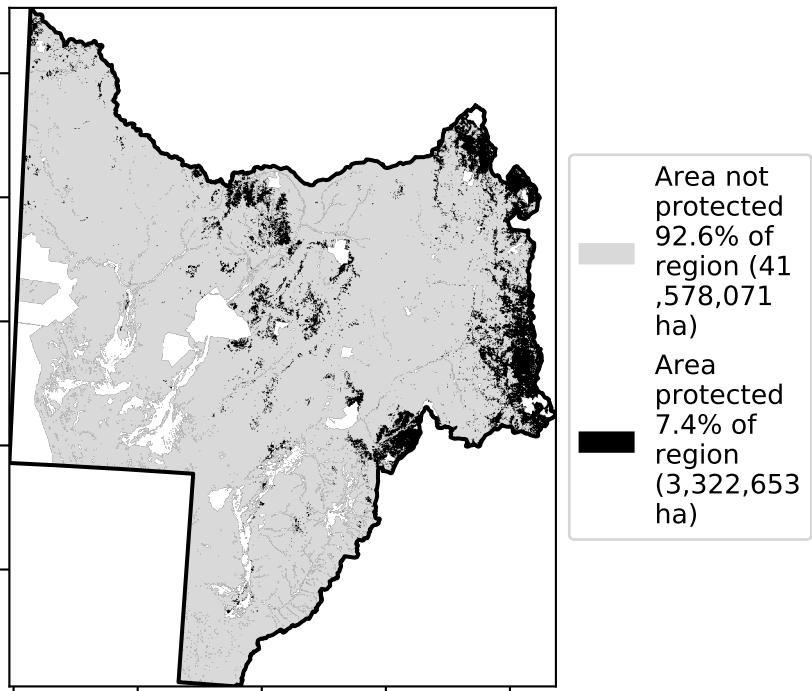 Area not
protected
92.6% of
region (41
,578,071
ha)
Area
protected
7.4% of
region
(3,322,653
ha)